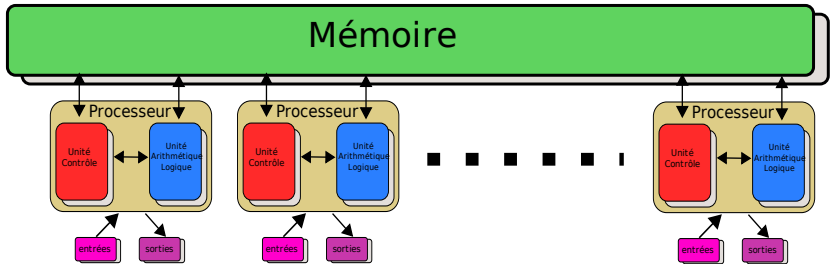 Mémoire
Processeur
Unité
Contrôle
Unité
Arithmétique
Logique
entrées
sorties
Processeur
Unité
Contrôle
Unité
Arithmétique
Logique
entrées
sorties
Processeur
Unité
Contrôle
Unité
Arithmétique
Logique
entrées
sorties